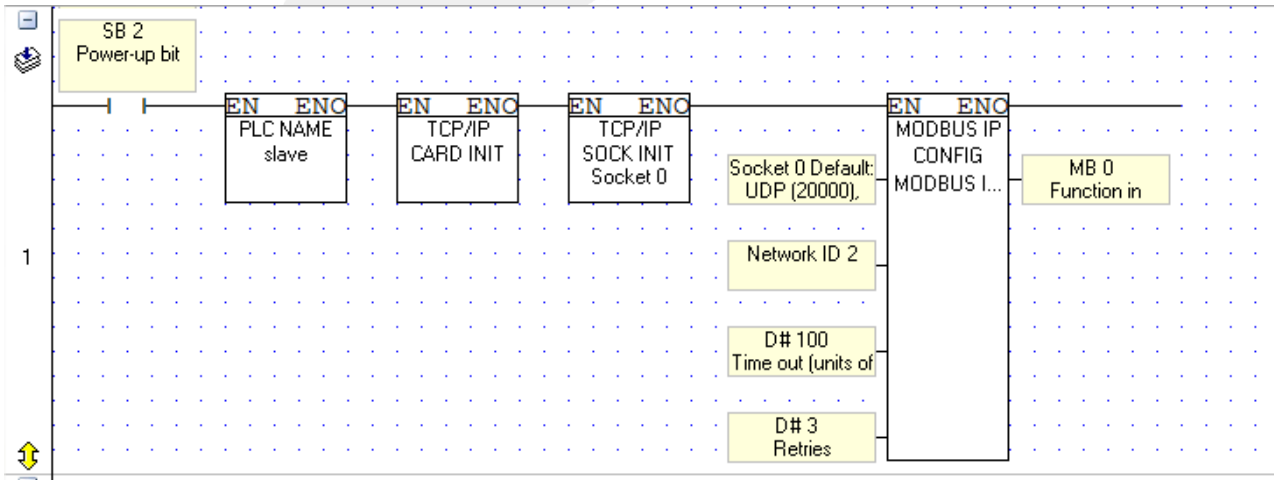 SB 2
Power-up bit
EN ENO
PLC NAME
slave
EN ENO
TCP/IP
CARD INIT
EN ENO
TCP/IP
SOCK INIT
Socket 0
EN ENO
MODBUS IP
CONFIG
MODBUS I...
Socket 0 Default:
UDP (20000),
MB 0
Function in
1
Network ID 2
D# 100
Time out (units of
D# 3
Retries